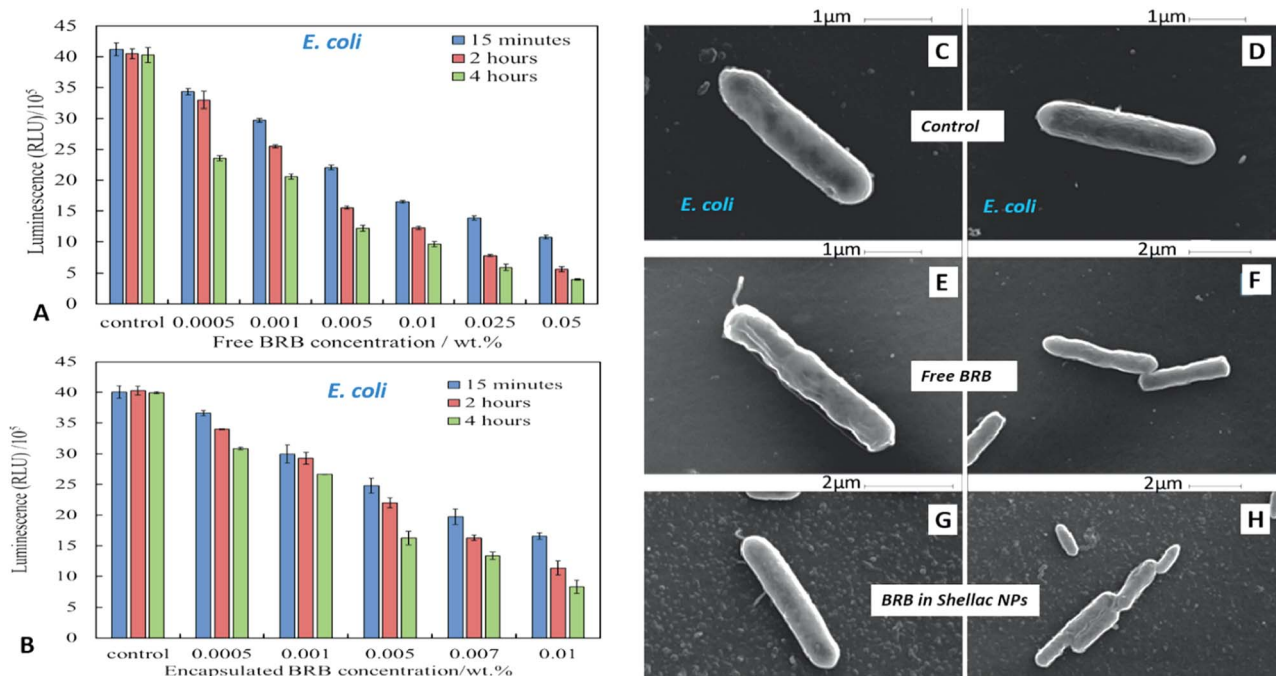 E. coli
15 minutes
2 hours
4 hours
Luminescence (RLU)/10⁵
45
40
35
30
25
20
15
10
5
0
A
control 0.0005 0.001 0.005 0.01 0.025 0.05
Free BRB concentration / wt.%
E. coli
15 minutes
2 hours
4 hours
Luminescence (RLU) /10⁵
45
40
35
30
25
20
15
10
5
0
B
control 0.0005 0.001 0.005 0.007 0.01
Encapsulated BRB concentration/wt.%
1µm 1µm
C D
Control
E. coli E. coli
1µm 2µm
E F
Free BRB
2µm 2µm
G H
BRB in Shellac NPs